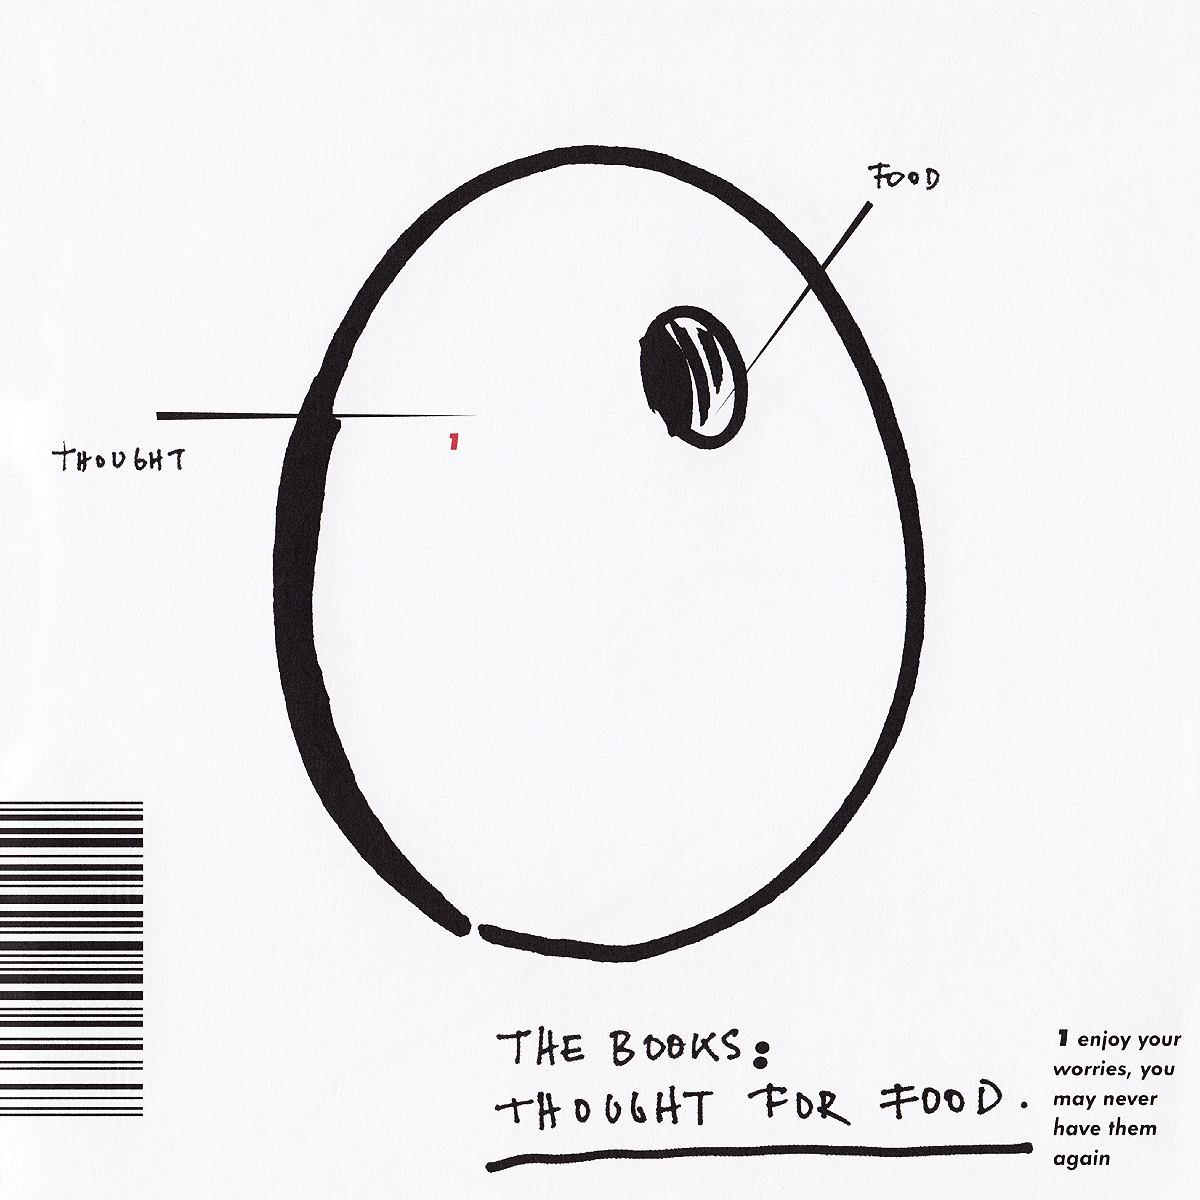 FOOD
THOUGHT
1
THE BOOKS:
THOUGHT FOR FOOD.
1 enjoy your
worries, you
may never
have them
again